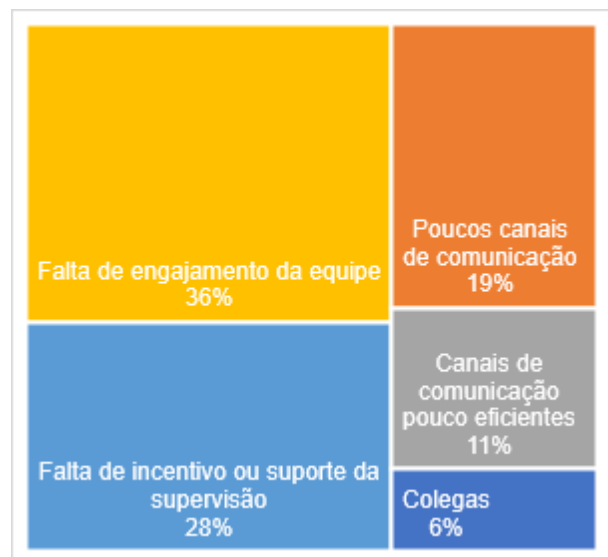 Falta de engajamento da equipe
36%
Falta de incentivo ou suporte da
supervisão
28%
Poucos canais
de comunicação
19%
Canais de
comunicação
pouco eficientes
11%
Colegas
6%